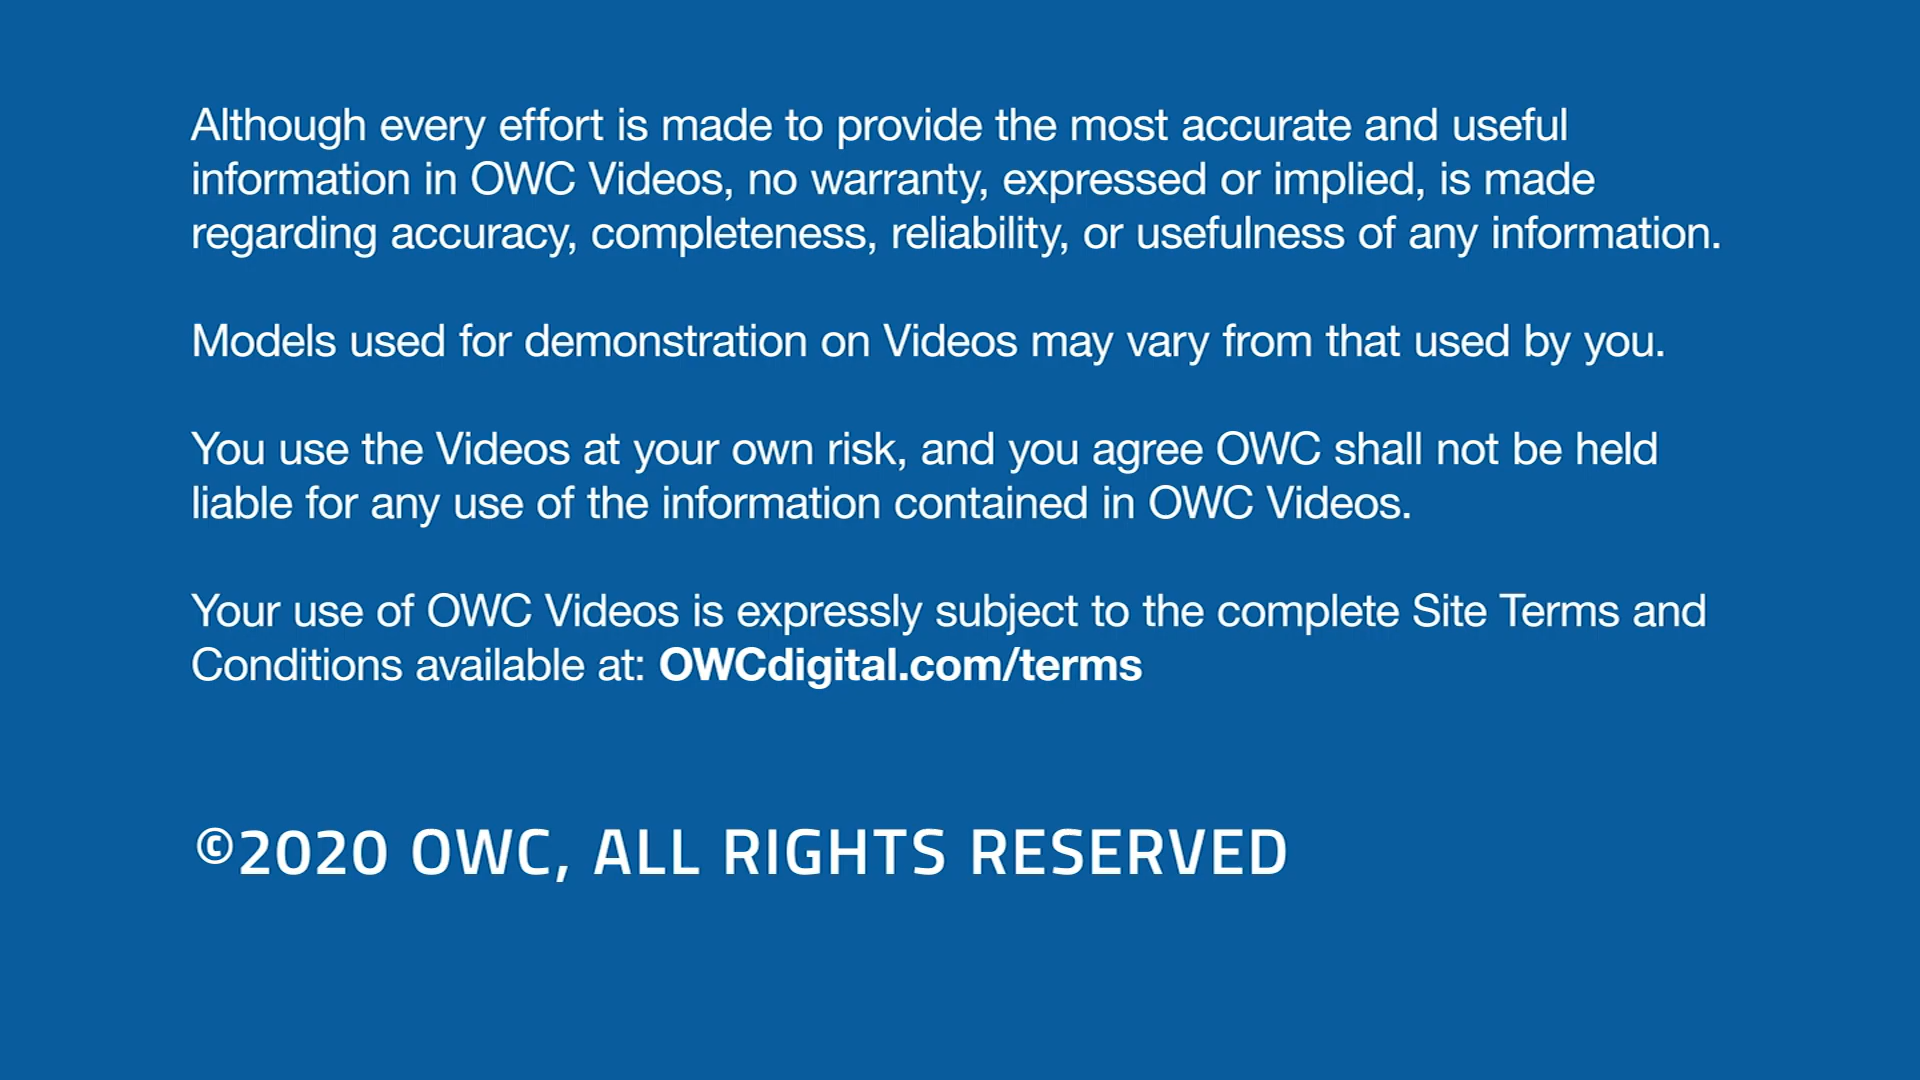 Although every effort is made to provide the most accurate and useful
information in OWC Videos, no warranty, expressed or implied, is made
regarding accuracy, completeness, reliability, or usefulness of any information.
Models used for demonstration on Videos may vary from that used by you.
You use the Videos at your own risk, and you agree OWC shall not be held
liable for any use of the information contained in OWC Videos.
Your use of OWC Videos is expressly subject to the complete Site Terms and
Conditions available at: OWCdigital.com/terms
©2020 OWC, ALL RIGHTS RESERVED